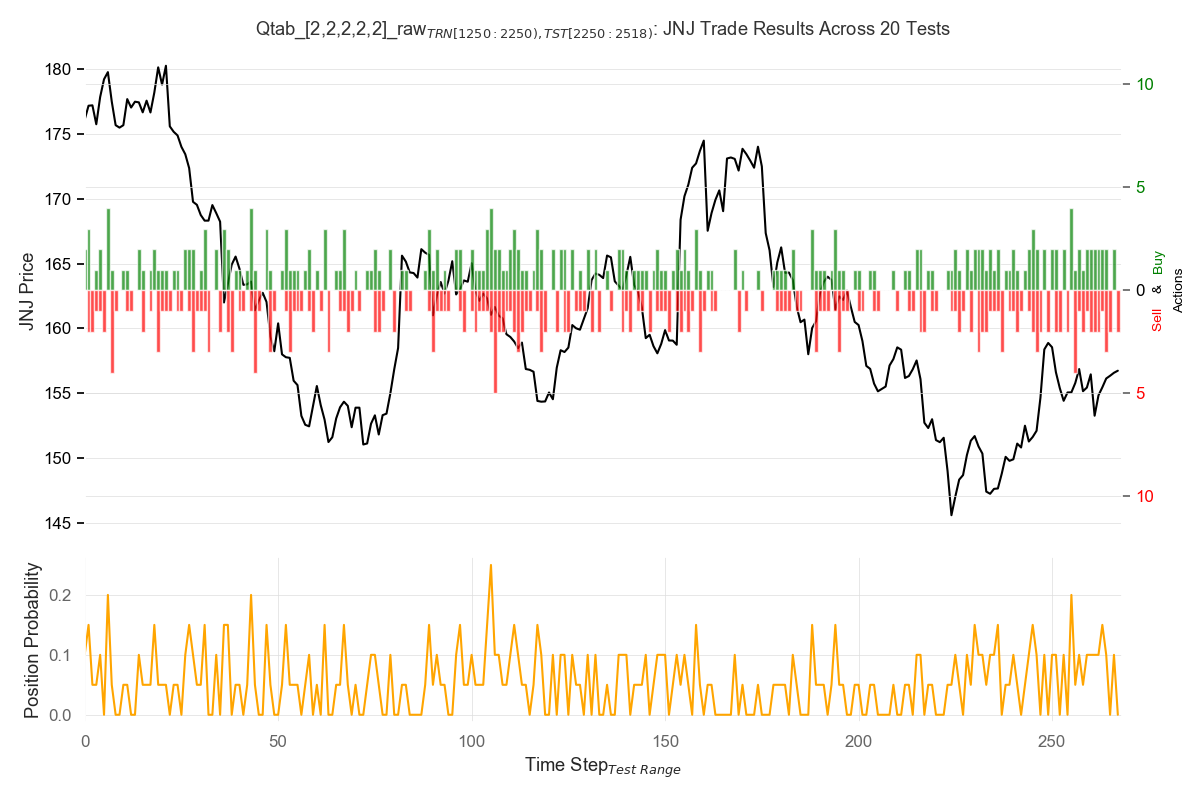 Qtab_[2,2,2,2,2]_raw_TRN[1250:2250),TST[2250:2518): JNJ Trade Results Across 20 Tests
180
175
170
165
160
155
150
145
JNJ Price
10
5
0
5
10
Sell & Buy
Actions
Position Probability
0.2
0.1
0.0
0 50 100 150 200 250
Time Step Test Range